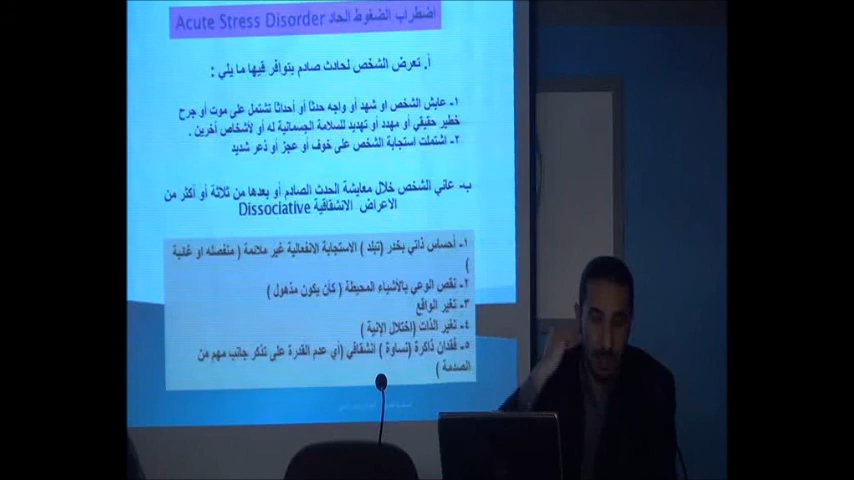 اضطراب الضغوط الحاد Acute Stress Disorder
أ. تعرض الشخص لحادث صادم يتوافر فيها ما يلي :
١- عايش الشخص او شهد أو واجه حدثا أو أحداثا تشتمل على موت أو جرح
خطير حقيقي أو مهدد أو تهديد للسلامة الجسمانية له أو لأشخاص آخرين .
٢- اشتملت استجابة الشخص على خوف أو عجز أو ذعر شديد
ب- عاني الشخص خلال معايشة الحدث الصادم أو بعدها من ثلاثة أو أكثر من
الاعراض الانشقاقية Dissociative
١- أحساس ذاتي بخدر (تبلد ) الاستجابة الانفعالية غير ملائمة ( منفصله او غائبة
)
٢- نقص الوعي بالأشياء المحيطة ( كأن يكون مذهول )
٣- تغير الواقع
٤- تغير الذات (اختلال الإنية )
٥- فقدان ذاكرة (نساوة ) انشقاقي (أي عدم القدرة على تذكر جانب مهم من
الصدمة )